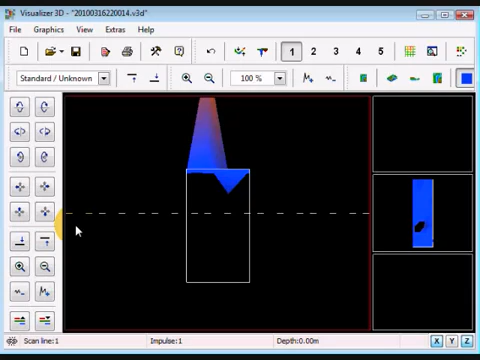 Visualizer 3D - "20100316220014.v3d"
File Graphics View Extras Help
1 2 3 4 5
Standard / Unknown 100 %
Scan line:1 Impulse:1 Depth:0.00m X Y Z